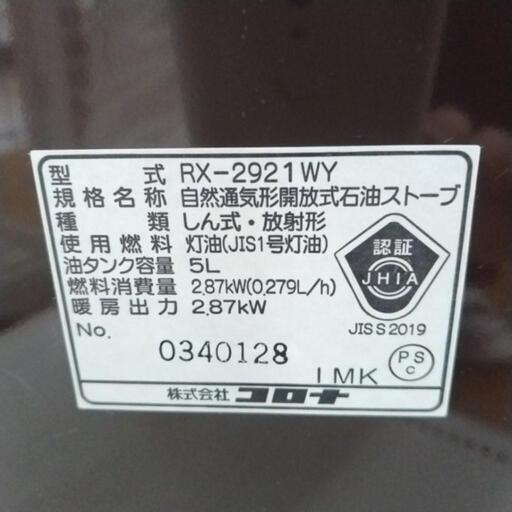 型 式 RX-2921WY
規格名称 自然通気形開放式石油ストーブ
種 類 しん式・放射形
使用燃料 灯油(JIS1号灯油)
油タンク容量 5L
燃料消費量 2.87kW(0.279L/h)
暖房出力 2.87kW
認証
JHIA
JIS S 2019
No. 0340128
1MK
PS
C
株式会社 コロナ